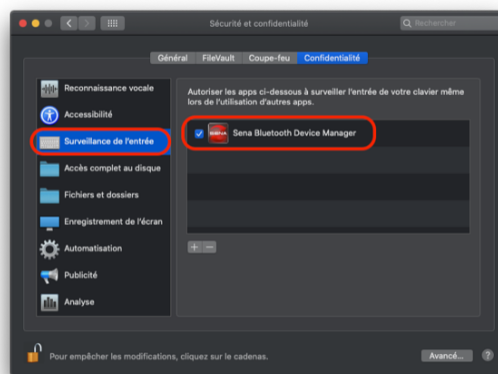 Sécurité et confidentialité
Rechercher
Général
FileVault
Coupe-feu
Confidentialité
Reconnaissance vocale
Accessibilité
Surveillance de l'entrée
Accès complet au disque
Fichiers et dossiers
Enregistrement de l'écran
Automatisation
Publicité
Analyse
Autoriser les apps ci-dessous à surveiller l'entrée de votre clavier même
lors de l'utilisation d'autres apps.
SENA
Sena Bluetooth Device Manager
Pour empêcher les modifications, cliquez sur le cadenas.
Avancé...
?